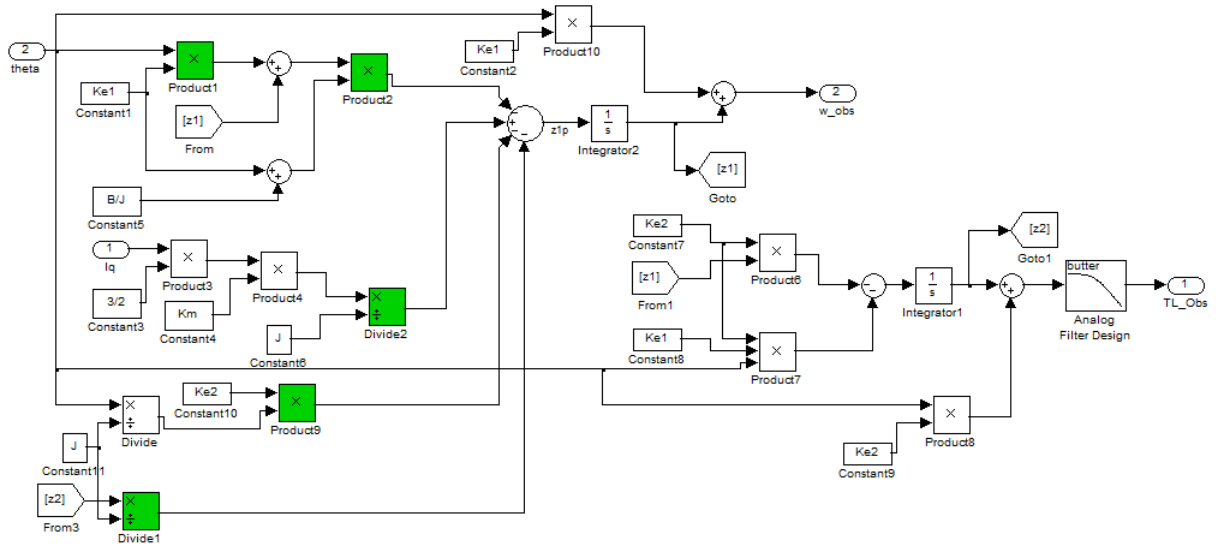 2
theta
Ke1
Constant1
×
Product1
+
+
[z1]
From
×
Product2
+
+
B/J
Constant5
Ke1
Constant2
×
Product10
−
+
−
−
z1p
1
s
Integrator2
+
+
2
w_obs
[z1]
Goto
1
Iq
3/2
Constant3
×
Product3
Km
Constant4
×
Product4
J
Constant6
×
÷
Divide2
Ke2
Constant7
[z1]
From1
×
Product6
Ke1
Constant8
×
Product7
−
−
1
s
Integrator1
[z2]
Goto1
+
+
butter
Analog
Filter Design
1
TL_Obs
×
÷
Divide
Ke2
Constant10
×
Product9
J
Constant11
[z2]
From3
×
÷
Divide1
Ke2
Constant9
×
Product8